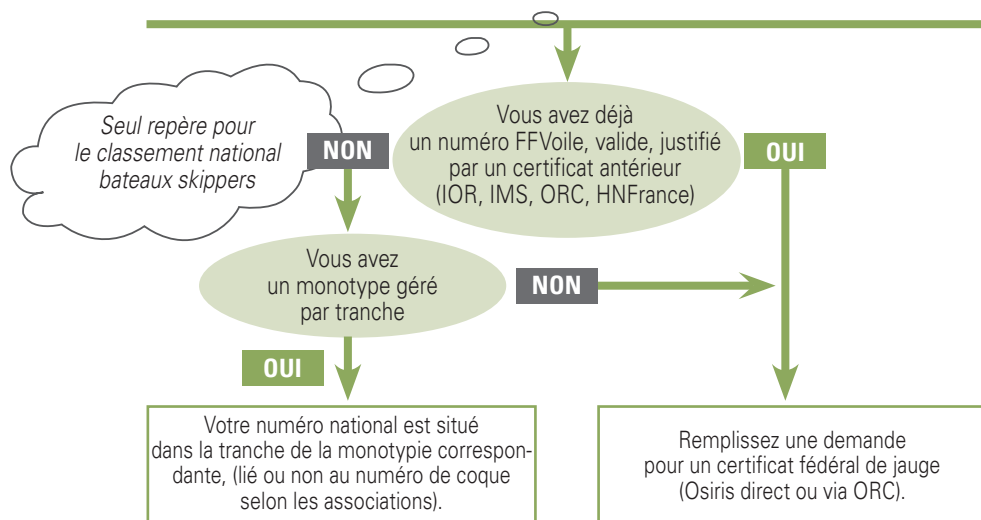 Seul repère pour
le classement national
bateaux skippers
NON
Vous avez déjà
un numéro FFVoile, valide, justifié
par un certificat antérieur
(IOR, IMS, ORC, HNFrance)
OUI
Vous avez
un monotype géré
par tranche
NON
OUI
Votre numéro national est situé
dans la tranche de la monotypie correspon-
dante, (lié ou non au numéro de coque
selon les associations).
Remplissez une demande
pour un certificat fédéral de jauge
(Osiris direct ou via ORC).